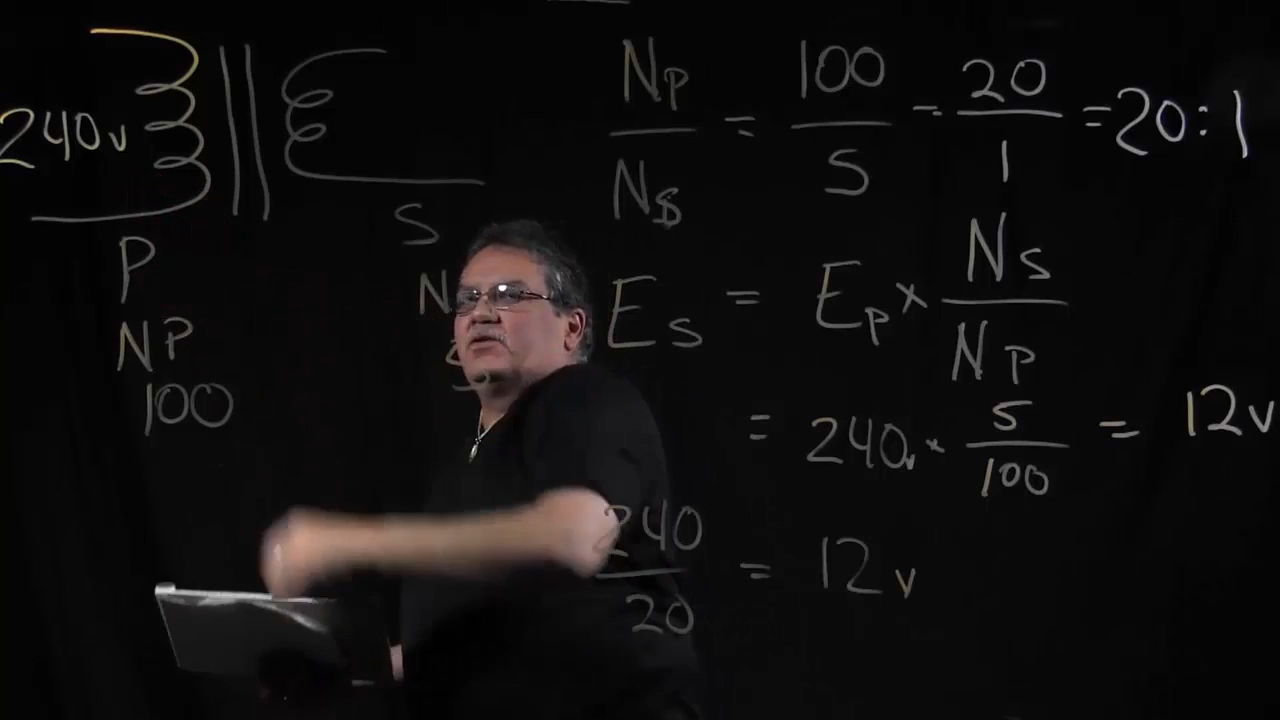 240v
P
NP
100
S
N
Np/Ns = 100/5 = 20/1 = 20:1
Es = Ep × Ns/Np
= 240v × 5/100 = 12v
240/20 = 12v